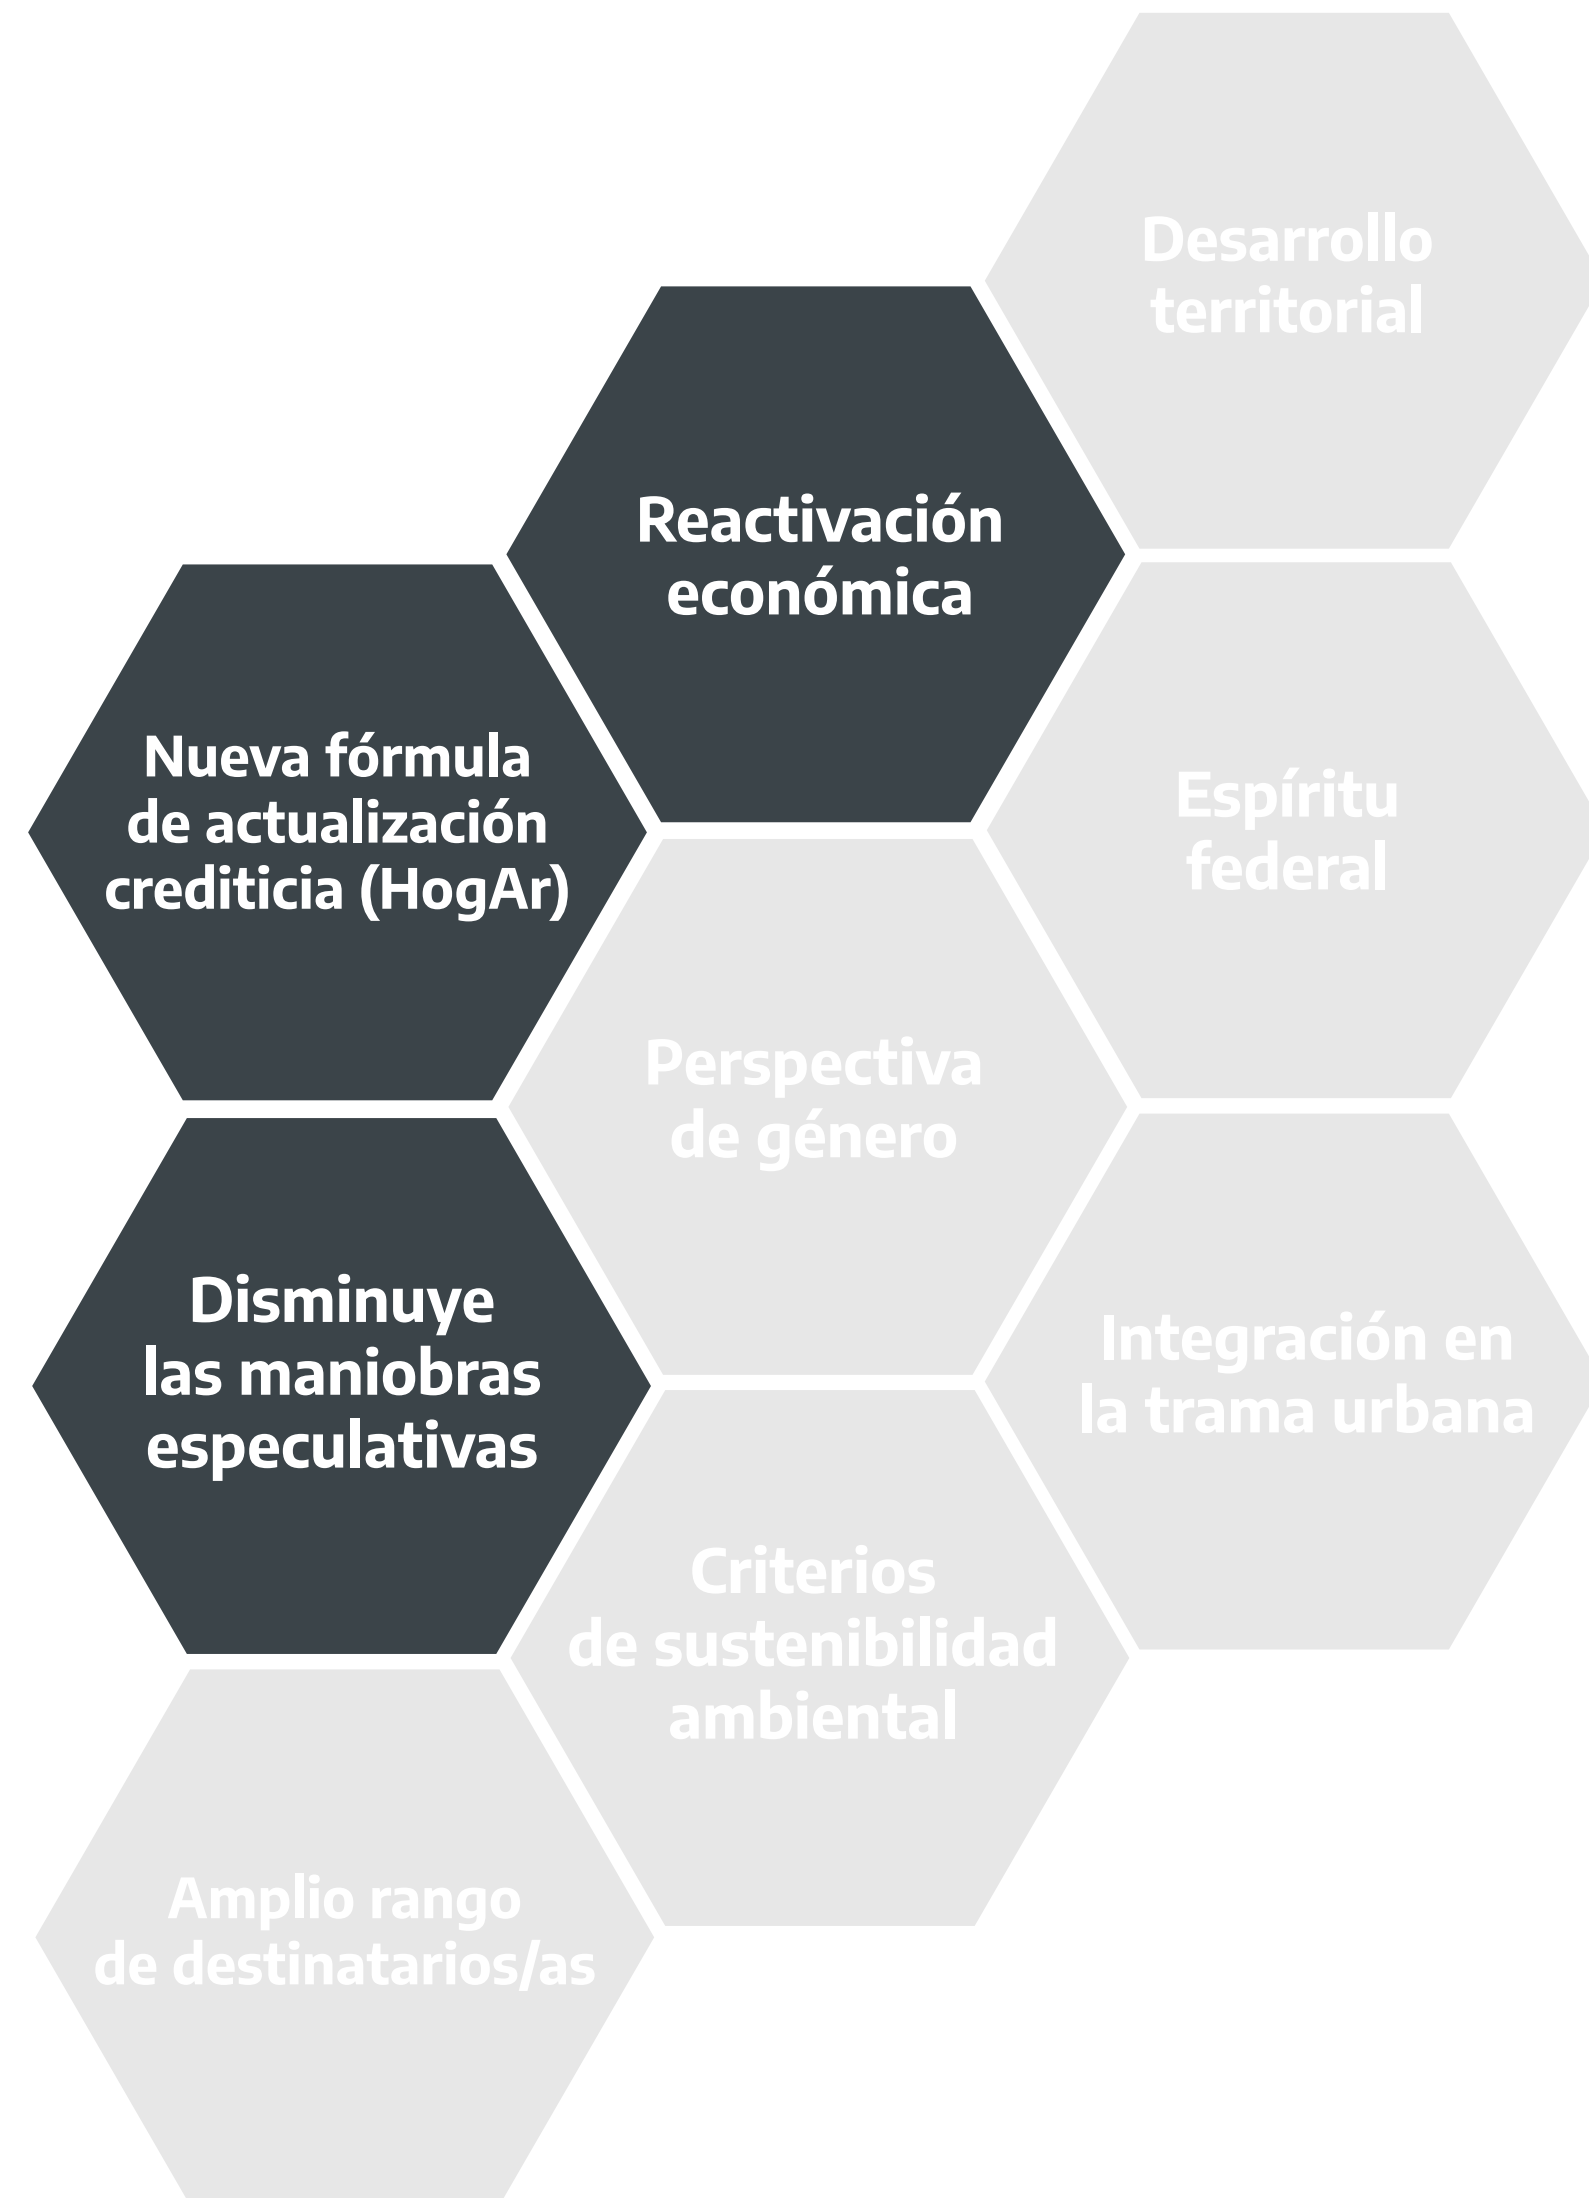 Desarrollo
territorial
Reactivación
económica
Nueva fórmula
de actualización
crediticia (HogAr)
Espíritu
federal
Perspectiva
de género
Disminuye
las maniobras
especulativas
Integración en
la trama urbana
Criterios
de sustenibilidad
ambiental
Amplio rango
de destinatarios/as